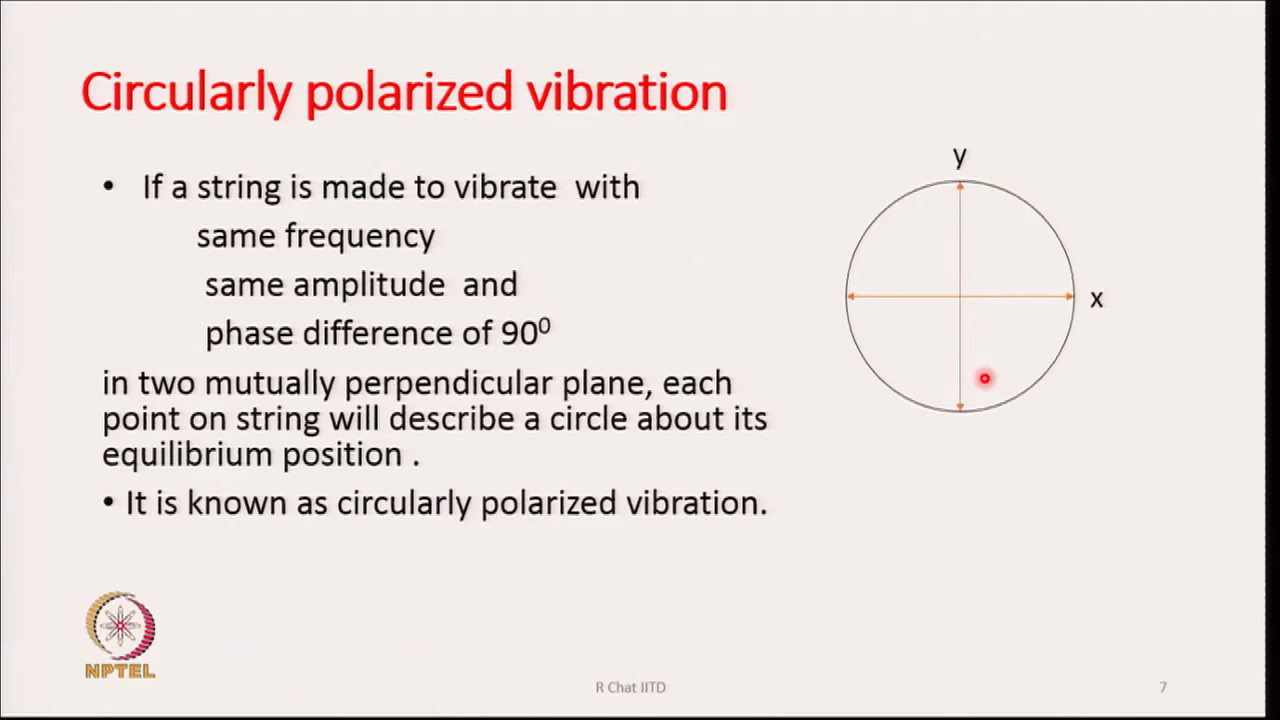 Circularly polarized vibration
• If a string is made to vibrate with
same frequency
same amplitude and
phase difference of 90⁰
in two mutually perpendicular plane, each
point on string will describe a circle about its
equilibrium position .
• It is known as circularly polarized vibration.
y
x
NPTEL
R Chat IITD
7